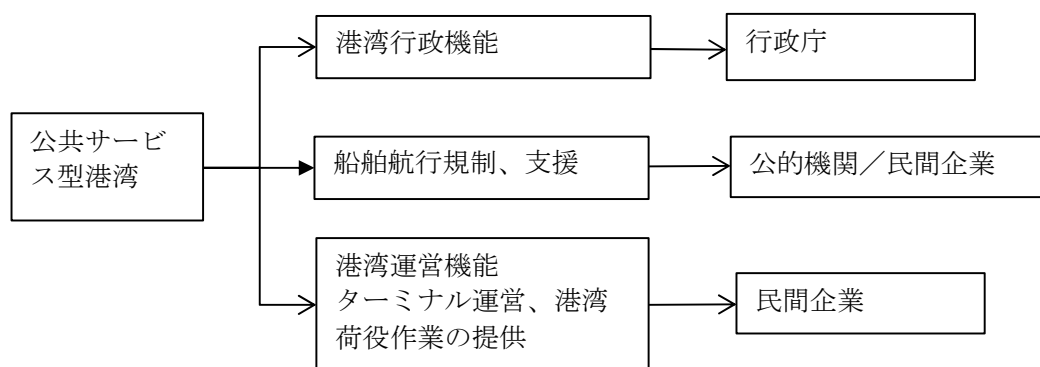 港湾行政機能
行政庁
公共サービ
ス型港湾
船舶航行規制、支援
公的機関／民間企業
港湾運営機能
ターミナル運営、港湾
荷役作業の提供
民間企業